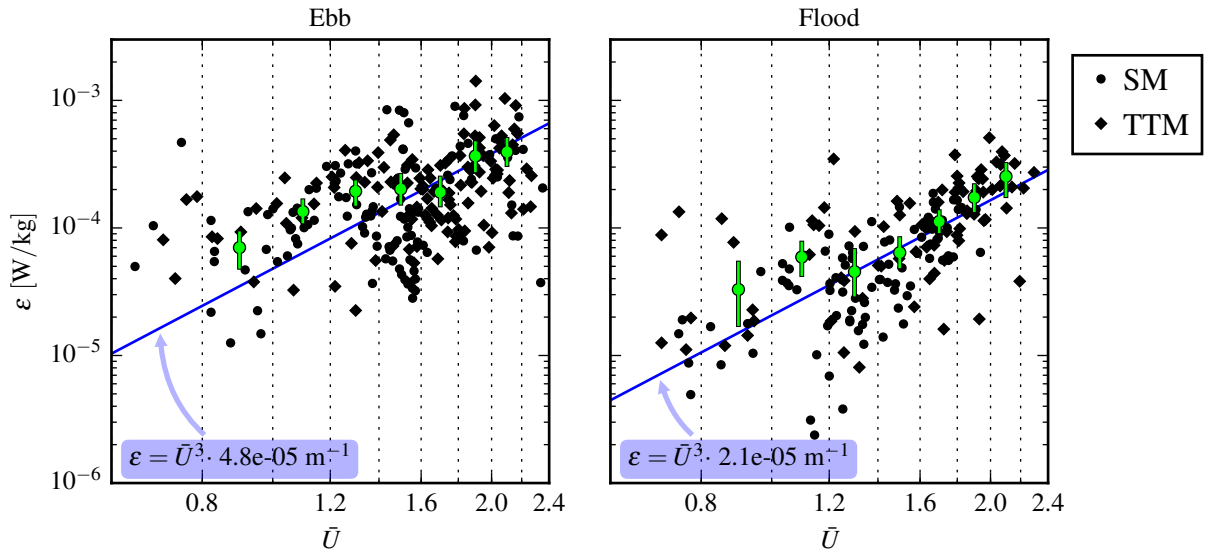 Ebb
Flood
ε [W/kg]
10⁻³
10⁻⁴
10⁻⁵
10⁻⁶
ε = Ū³ · 4.8e-05 m⁻¹
ε = Ū³ · 2.1e-05 m⁻¹
0.8 1.2 1.6 2.0 2.4
0.8 1.2 1.6 2.0 2.4
Ū
Ū
SM
TTM